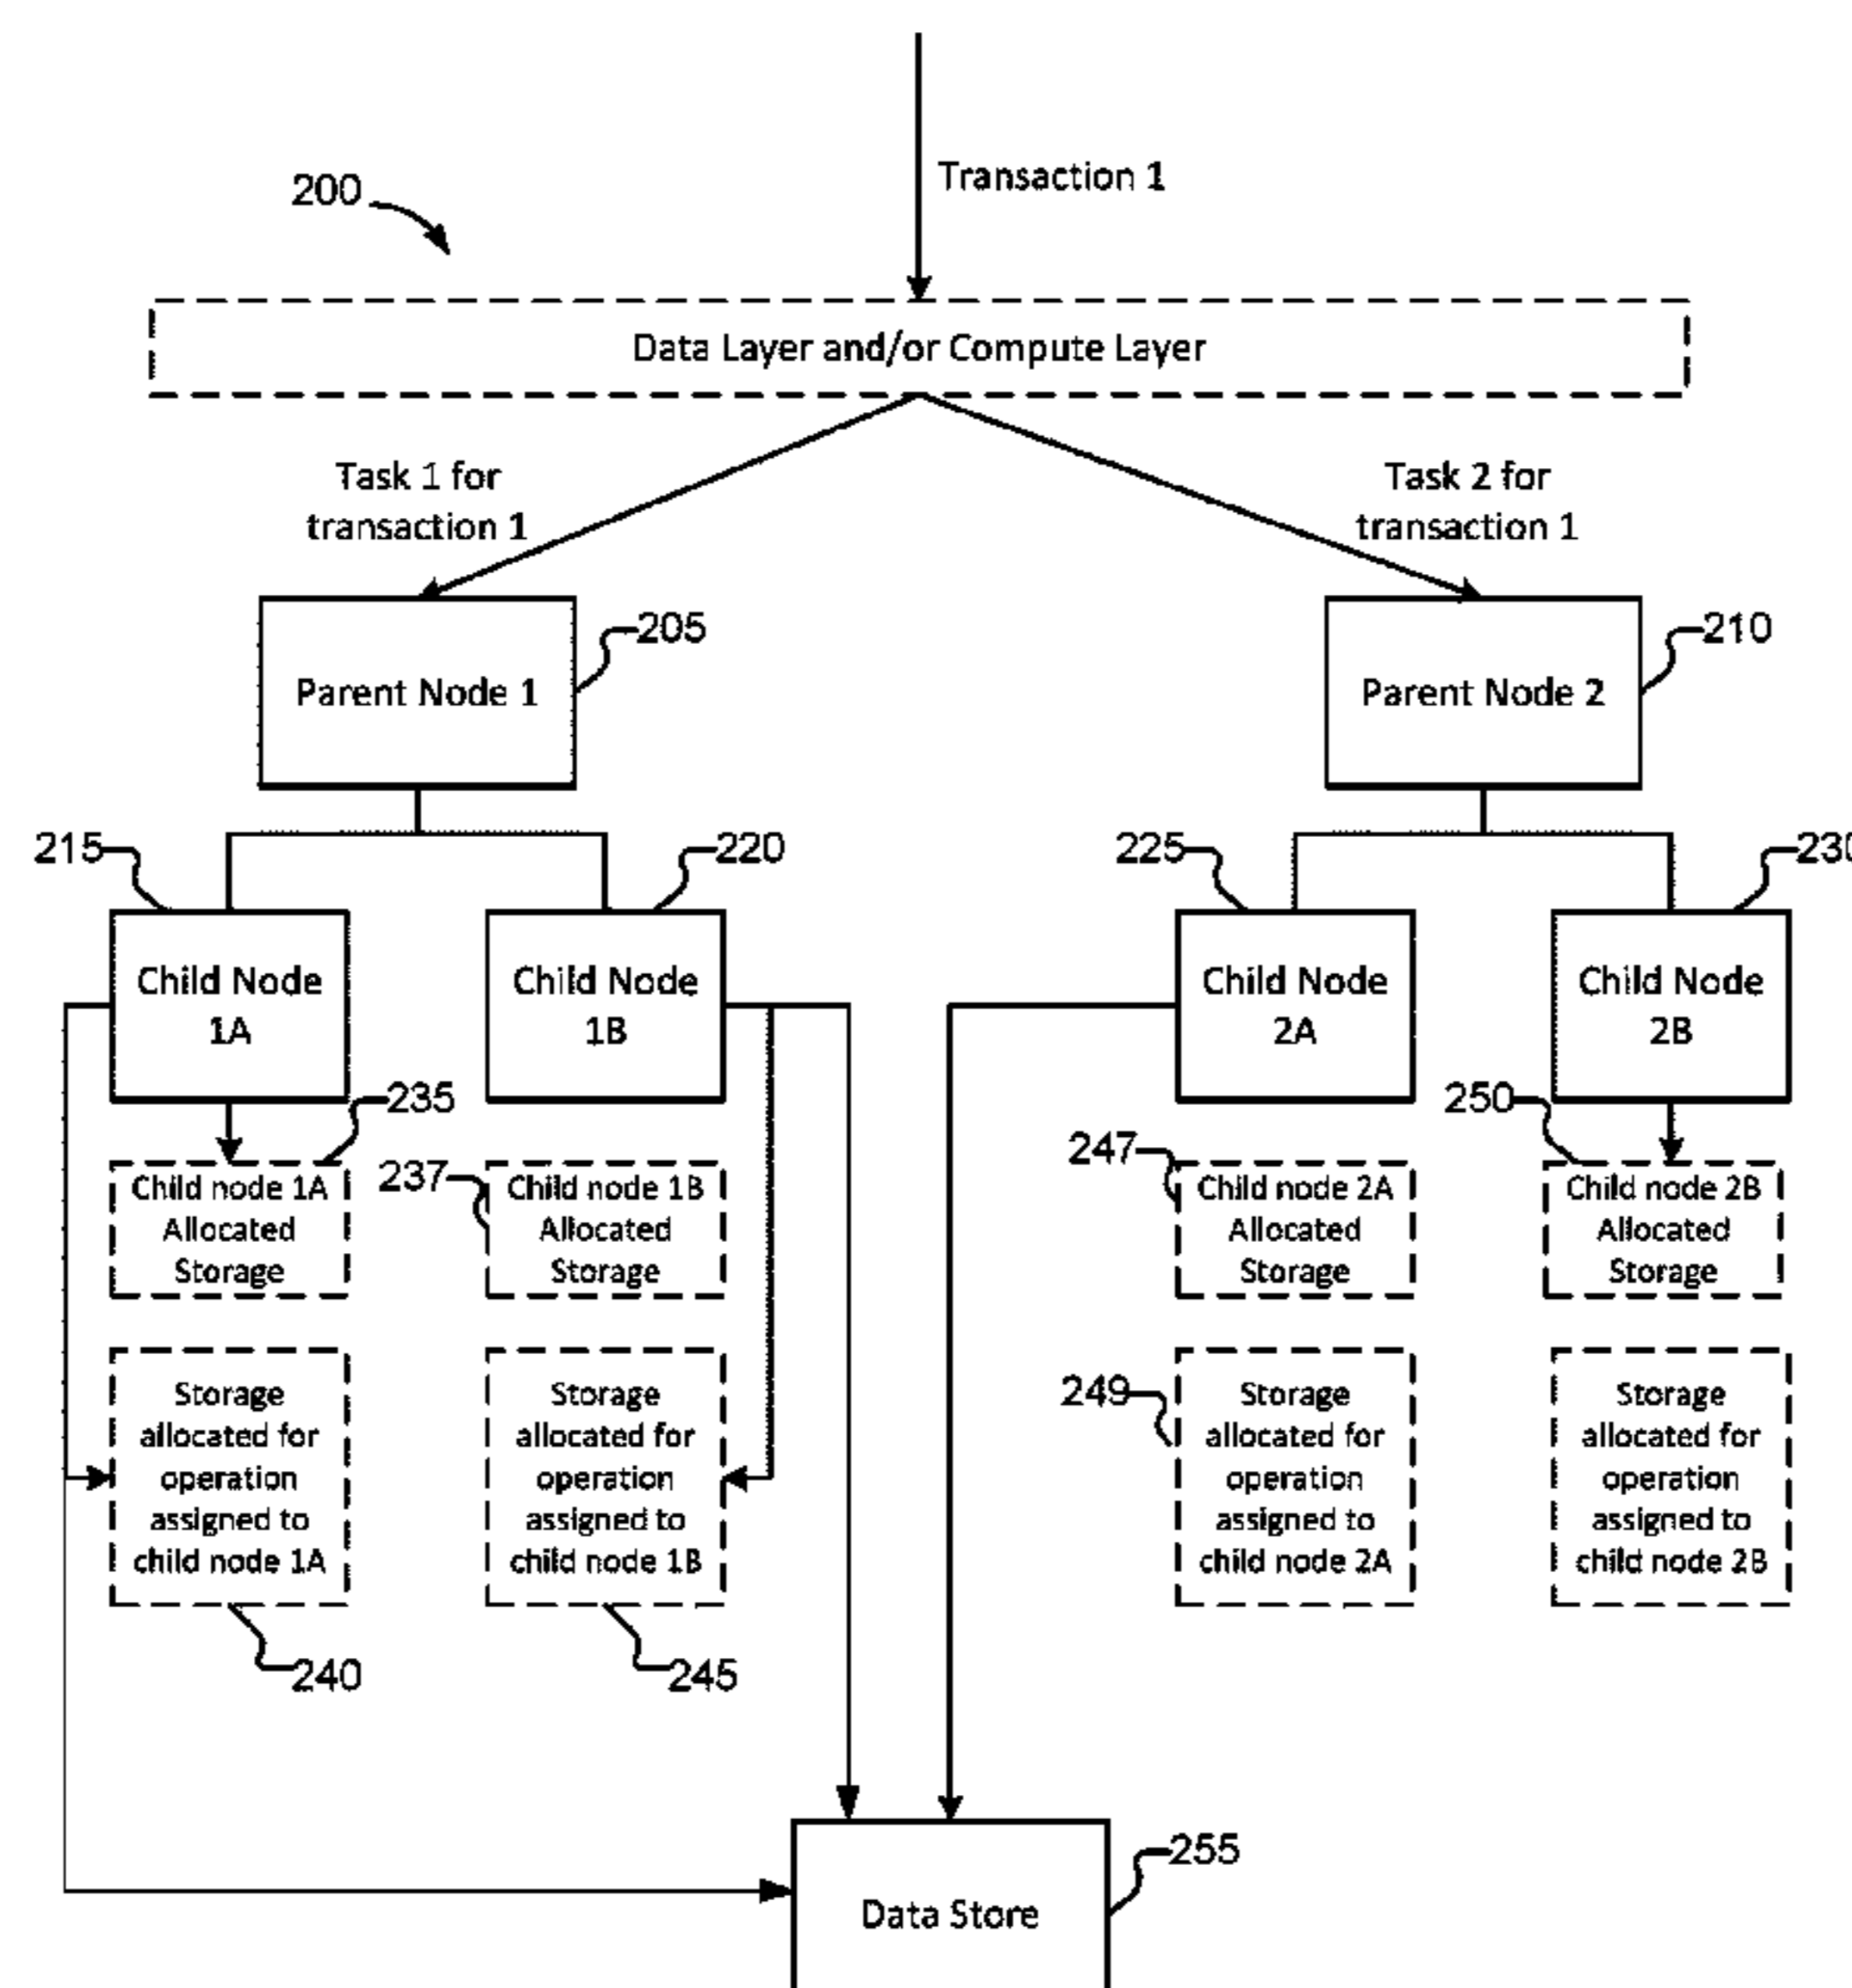 Transaction 1
200
Data Layer and/or Compute Layer
Task 1 for
transaction 1
Task 2 for
transaction 1
205
Parent Node 1
210
Parent Node 2
215
220
225
230
Child Node
1A
Child Node
1B
Child Node
2A
Child Node
2B
235
237
247
250
Child node 1A
Allocated
Storage
Child node 1B
Allocated
Storage
Child node 2A
Allocated
Storage
Child node 2B
Allocated
Storage
Storage
allocated for
operation
assigned to
child node 1A
Storage
allocated for
operation
assigned to
child node 1B
249
Storage
allocated for
operation
assigned to
child node 2A
Storage
allocated for
operation
assigned to
child node 2B
240
245
255
Data Store